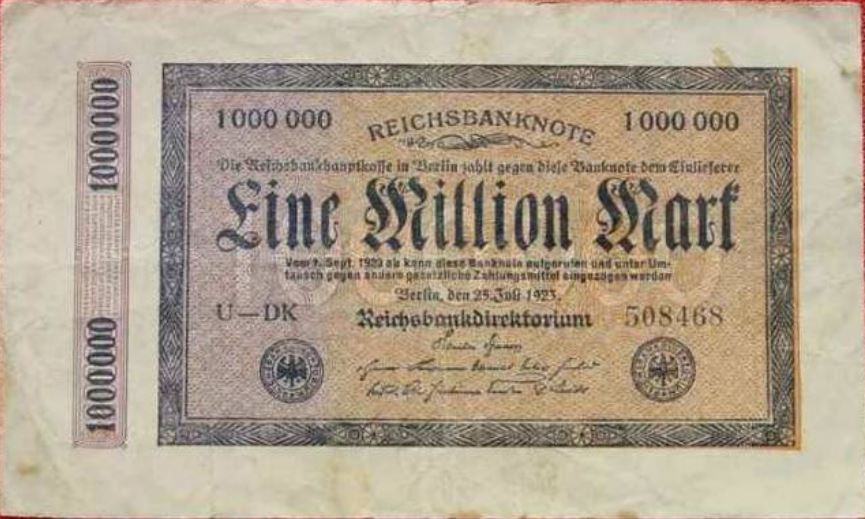 1000000
1000000
1 000 000
REICHSBANKNOTE
1 000 000
Die Reichsbankhauptkasse in Berlin zahlt gegen diese Banknote dem Einlieferer
Eine Million Mark
Vom 1. Sept. 1923 ab kann diese Banknote aufgerufen und unter Um-
tausch gegen andere gesetzliche Zahlungsmittel eingezogen werden
Berlin, den 25. Juli 1923.
U—DK
Reichsbankdirektorium
508468